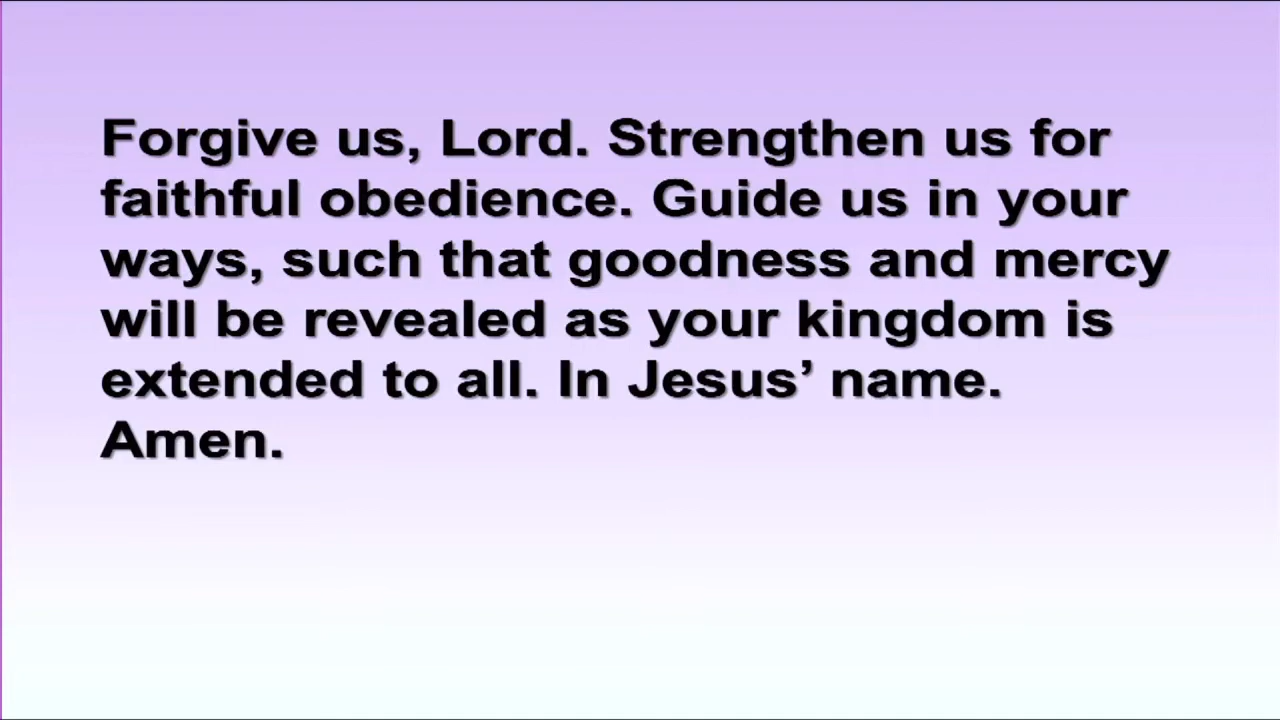 Forgive us, Lord. Strengthen us for
faithful obedience. Guide us in your
ways, such that goodness and mercy
will be revealed as your kingdom is
extended to all. In Jesus’ name.
Amen.